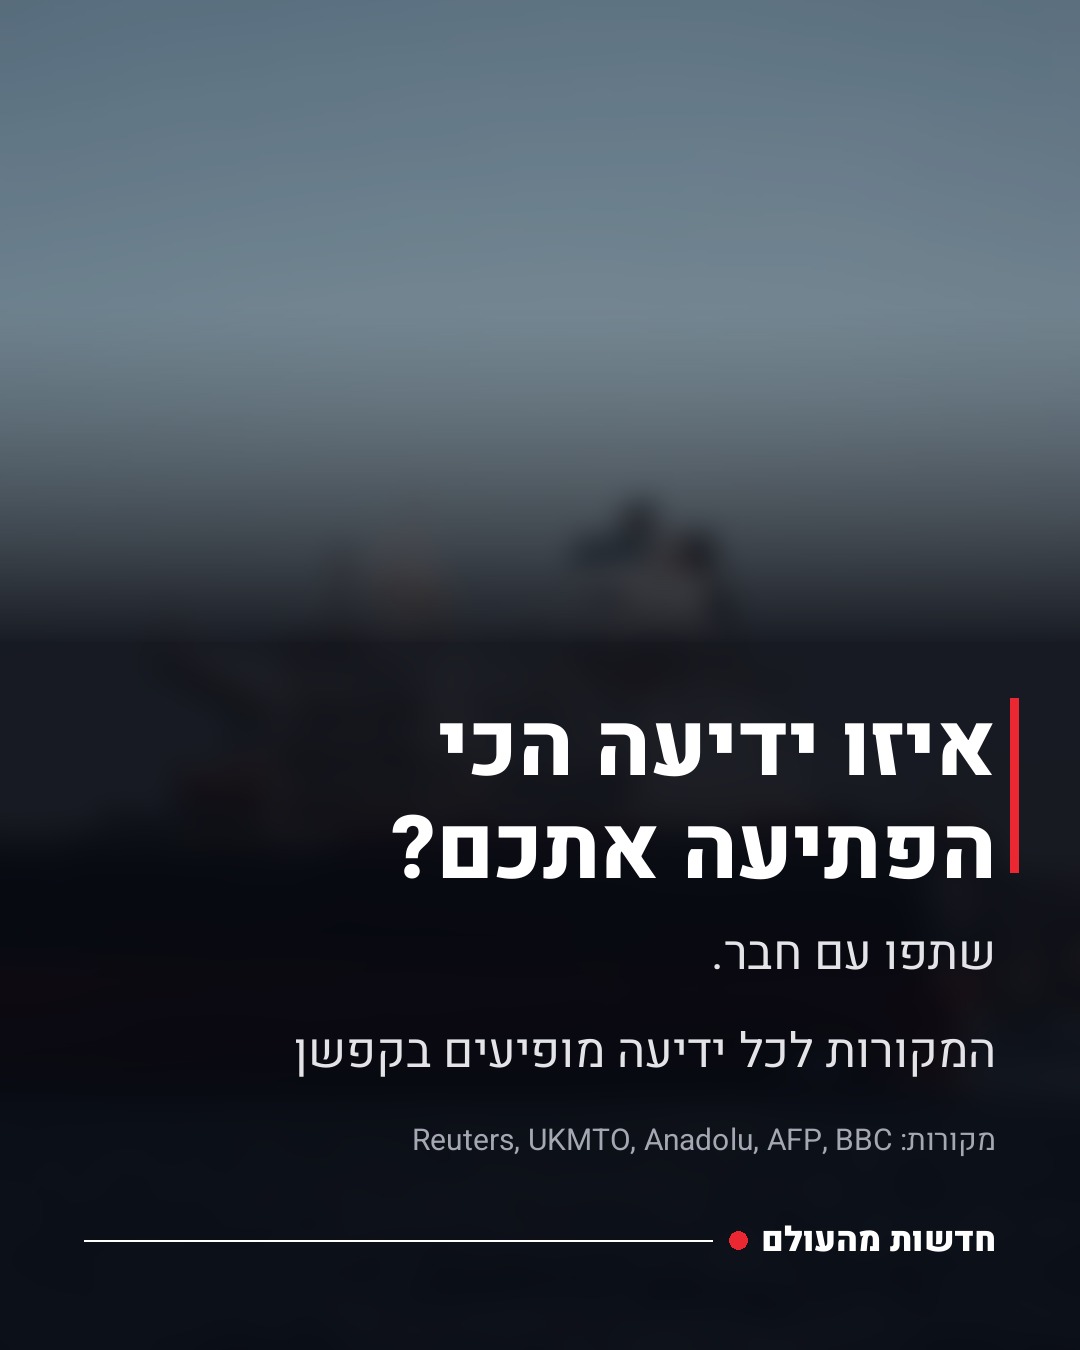 איזו ידיעה הכי
הפתיעה אתכם?
שתפו עם חבר.
המקורות לכל ידיעה מופיעים בקפשן
מקורות: Reuters, UKMTO, Anadolu, AFP, BBC
חדשות מהעולם